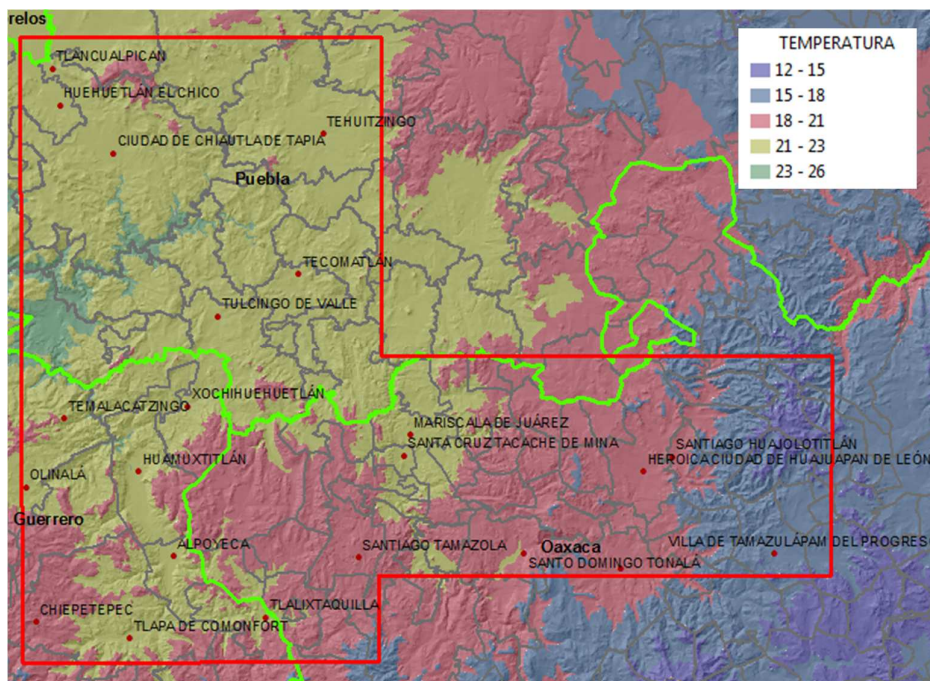 relos
TEMPERATURA
12 - 15
15 - 18
18 - 21
21 - 23
23 - 26
TLANCUALPICAN
HUEHUETLÁN EL CHICO
TEHUITZINGO
CIUDAD DE CHIAUTLA DE TAPIA
Puebla
TECOMATLÁN
TULCINGO DE VALLE
XOCHIHUEHUETLÁN
TEMALACATZINGO
MARISCALA DE JUÁREZ
SANTA CRUZ TACACHE DE MINA
SANTIAGO HUAJOLOTITLÁN
HUAMUXTITLÁN
HEROICA CIUDAD DE HUAJUAPAN DE LEÓN
OLINALÁ
Guerrero
ALPOYECA
SANTIAGO TAMAZOLA
Oaxaca
VILLA DE TAMAZULÁPAM DEL PROGRESO
SANTO DOMINGO TONALÁ
CHIEPETEPEC
TLALIXTAQUILLA
TLAPA DE COMONFORT